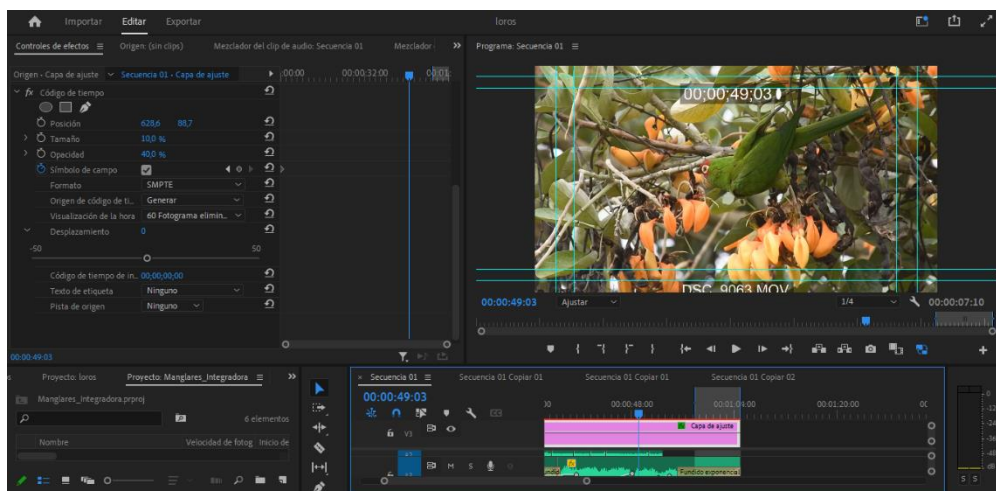 Importar Editar Exportar loros
Controles de efectos Origen: (sin clips) Mezclador del clip de audio: Secuencia 01 Mezclador
Programa: Secuencia 01
Origen · Capa de ajuste Secuencia 01 · Capa de ajuste
:00:00 00:00:32:00
fx Código de tiempo
Posición 628,6 88,7
Tamaño 10,0 %
Opacidad 40,0 %
Símbolo de campo
Formato SMPTE
Origen de código de ti.. Generar
Visualización de la hora 60 Fotograma elimin...
Desplazamiento 0
-50 50
Código de tiempo de in.. 00;00;00;00
Texto de etiqueta Ninguno
Pista de origen Ninguno
00:00:49:03
00;00;49;03
DSC_9063.MOV
00:00:49:03 Ajustar 1/4 00:00:07:10
Proyecto: loros Proyecto: Manglares_Integradora
Manglares_Integradora.prproj
6 elementos
Nombre Velocidad de fotog Inicio de
Secuencia 01 Secuencia 01 Copiar 01 Secuencia 01 Copiar 01 Secuencia 01 Copiar 02
00:00:49:03
00:00:48:00 00:01:04:00 00:01:20:00
V3
Capa de ajuste
M S
Fundido exponencial
0
-12
-24
-36
-48
dB
S S